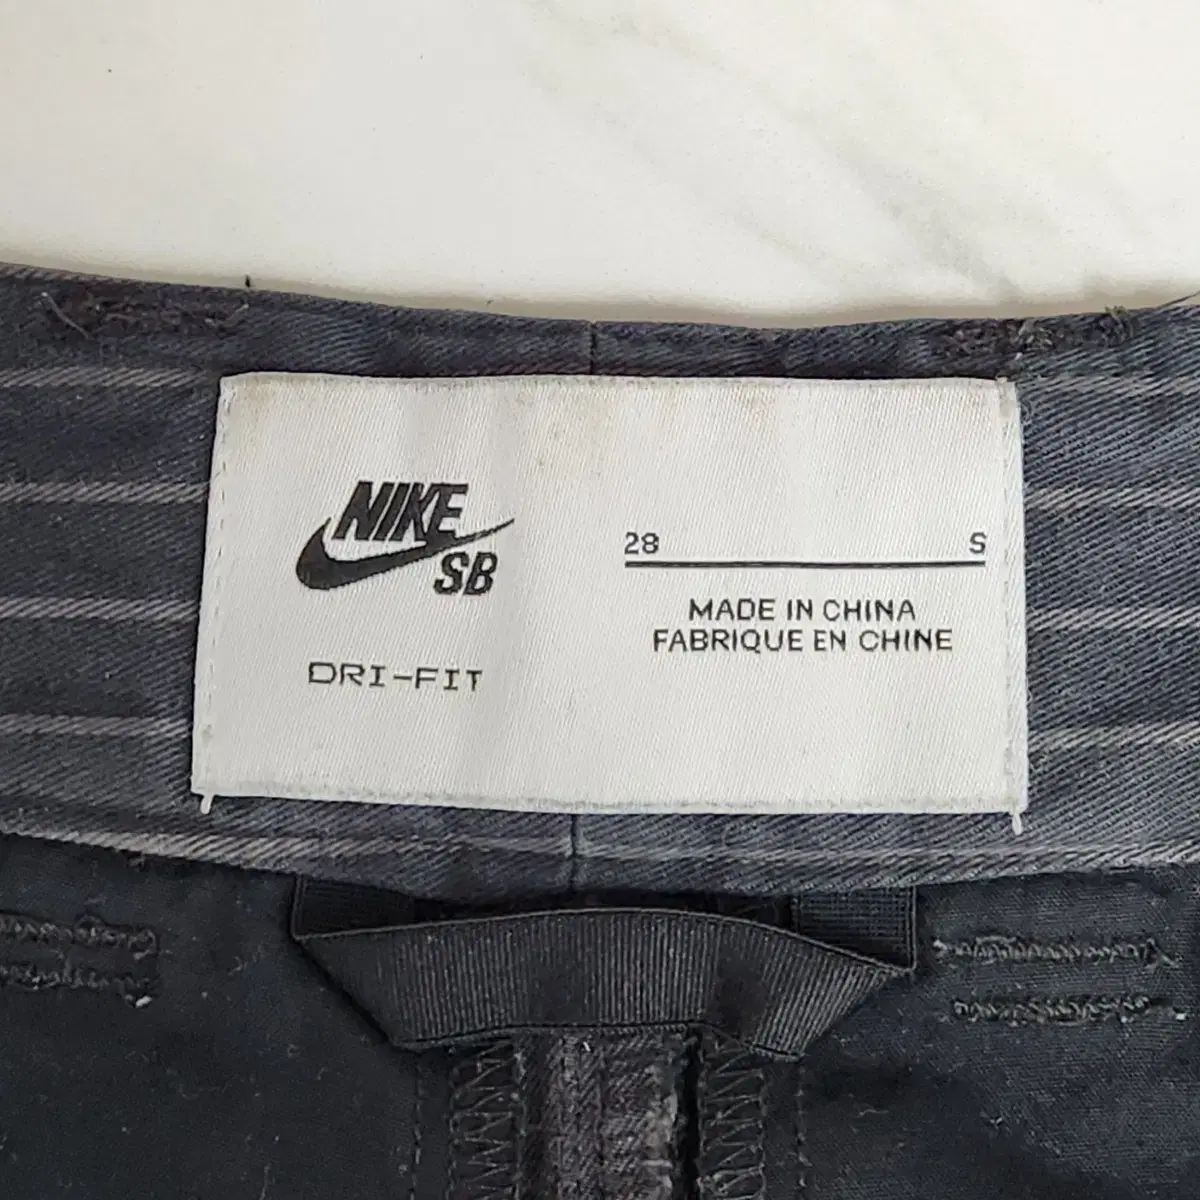 NIKE
SB
DRI-FIT
28 S
MADE IN CHINA
FABRIQUE EN CHINE